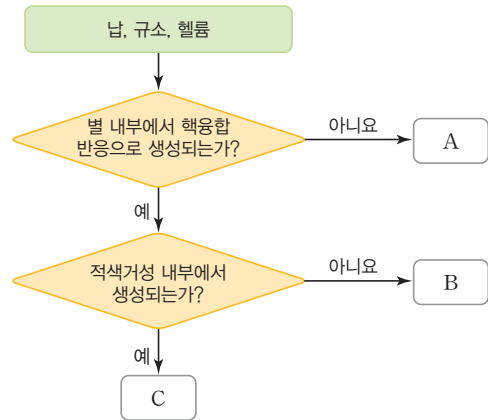 납, 규소, 헬륨
별 내부에서 핵융합
반응으로 생성되는가?
아니요
A
예
적색거성 내부에서
생성되는가?
아니요
B
예
C